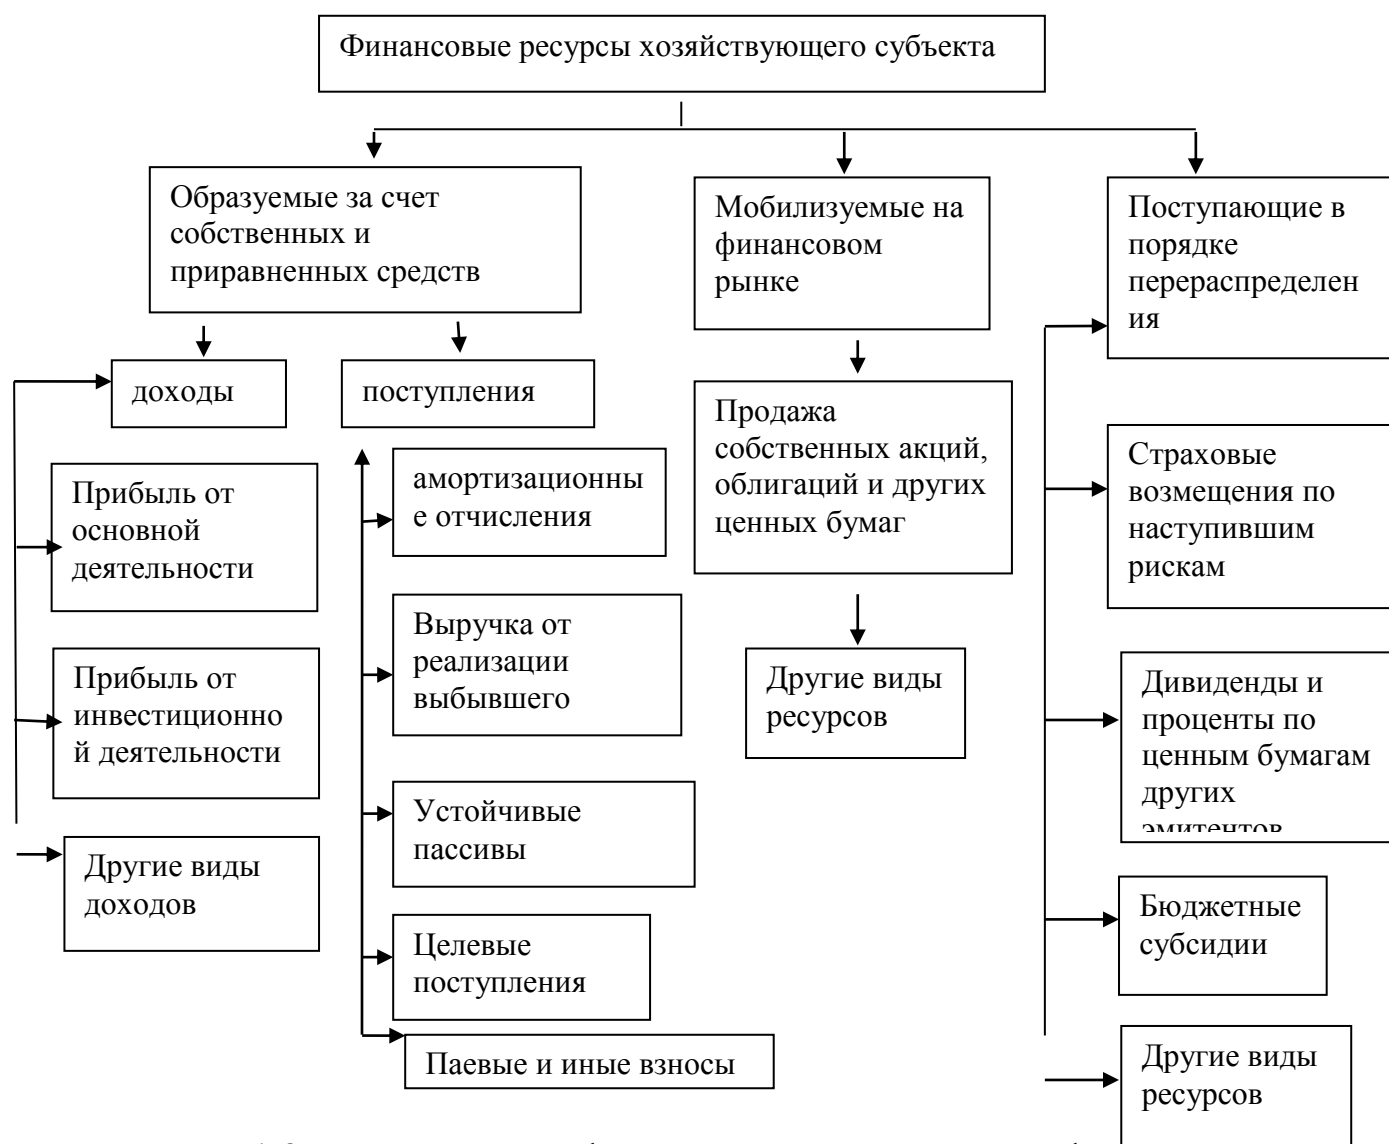 Финансовые ресурсы хозяйствующего субъекта
Образуемые за счет
собственных и
приравненных средств
Мобилизуемые на
финансовом
рынке
Поступающие в
порядке
перераспределен
ия
доходы
поступления
Прибыль от
основной
деятельности
Прибыль от
инвестиционно
й деятельности
Другие виды
доходов
амортизационны
е отчисления
Выручка от
реализации
выбывшего
Устойчивые
пассивы
Целевые
поступления
Паевые и иные взносы
Продажа
собственных акций,
облигаций и других
ценных бумаг
Другие виды
ресурсов
Страховые
возмещения по
наступившим
рискам
Дивиденды и
проценты по
ценным бумагам
других
эмитентов
Бюджетные
субсидии
Другие виды
ресурсов